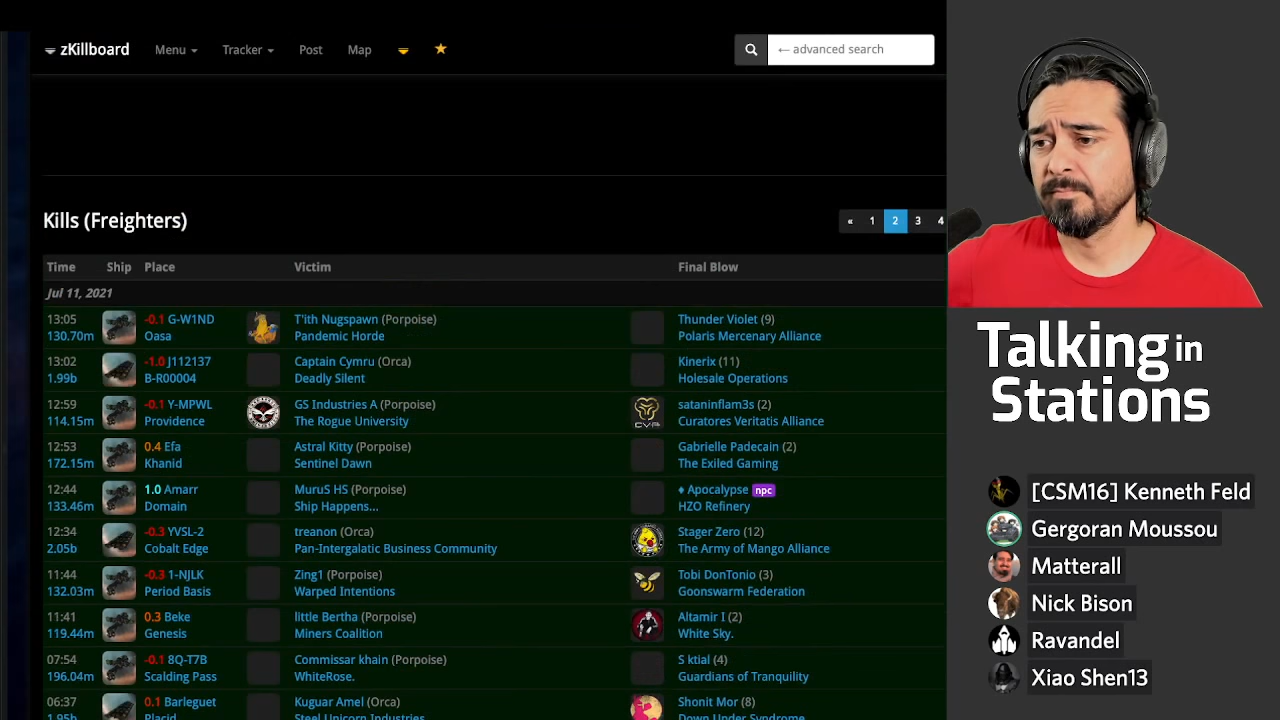 zKillboard Menu Tracker Post Map ← advanced search
Kills (Freighters) « 1 2 3 4
Time Ship Place Victim Final Blow
Jul 11, 2021
13:05 -0.1 G-W1ND T'ith Nugspawn (Porpoise) Thunder Violet (9)
130.70m Oasa Pandemic Horde Polaris Mercenary Alliance
13:02 -1.0 J112137 Captain Cymru (Orca) Kinerix (11)
1.99b B-R00004 Deadly Silent Holesale Operations
12:59 -0.1 Y-MPWL GS Industries A (Porpoise) CVA sataninflam3s (2)
114.15m Providence The Rogue University Curatores Veritatis Alliance
12:53 0.4 Efa Astral Kitty (Porpoise) Gabrielle Padecain (2)
172.15m Khanid Sentinel Dawn The Exiled Gaming
12:44 1.0 Amarr MuruS HS (Porpoise) ♦ Apocalypse npc
133.46m Domain Ship Happens... HZO Refinery
12:34 -0.3 YVSL-2 treanon (Orca) Stager Zero (12)
2.05b Cobalt Edge Pan-Intergalatic Business Community The Army of Mango Alliance
11:44 -0.3 1-NJLK Zing1 (Porpoise) Tobi DonTonio (3)
132.03m Period Basis Warped Intentions Goonswarm Federation
11:41 0.3 Beke little Bertha (Porpoise) Altamir I (2)
119.44m Genesis Miners Coalition White Sky.
07:54 -0.1 8Q-T7B Commissar khain (Porpoise) S ktial (4)
196.04m Scalding Pass WhiteRose. Guardians of Tranquility
06:37 0.1 Barleguet Kuguar Amel (Orca) Shonit Mor (8)
1.95b Placid Steel Unicorn Industries Down Under Syndrome
Talking in
Stations
[CSM16] Kenneth Feld
Gergoran Moussou
Matterall
Nick Bison
Ravandel
Xiao Shen13